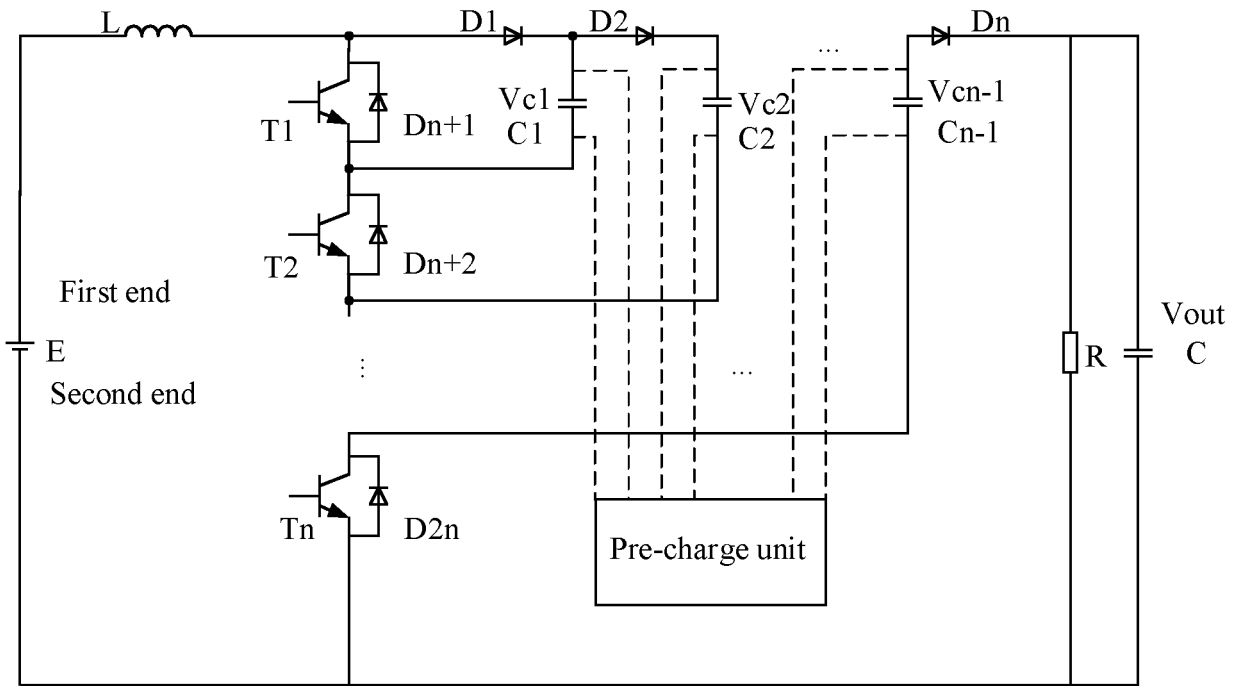 L
D1
D2
...
Dn
T1
Dn+1
Vc1
C1
Vc2
C2
Vcn-1
Cn-1
T2
Dn+2
First end
E
Second end
...
...
R
Vout
C
Tn
D2n
Pre-charge unit